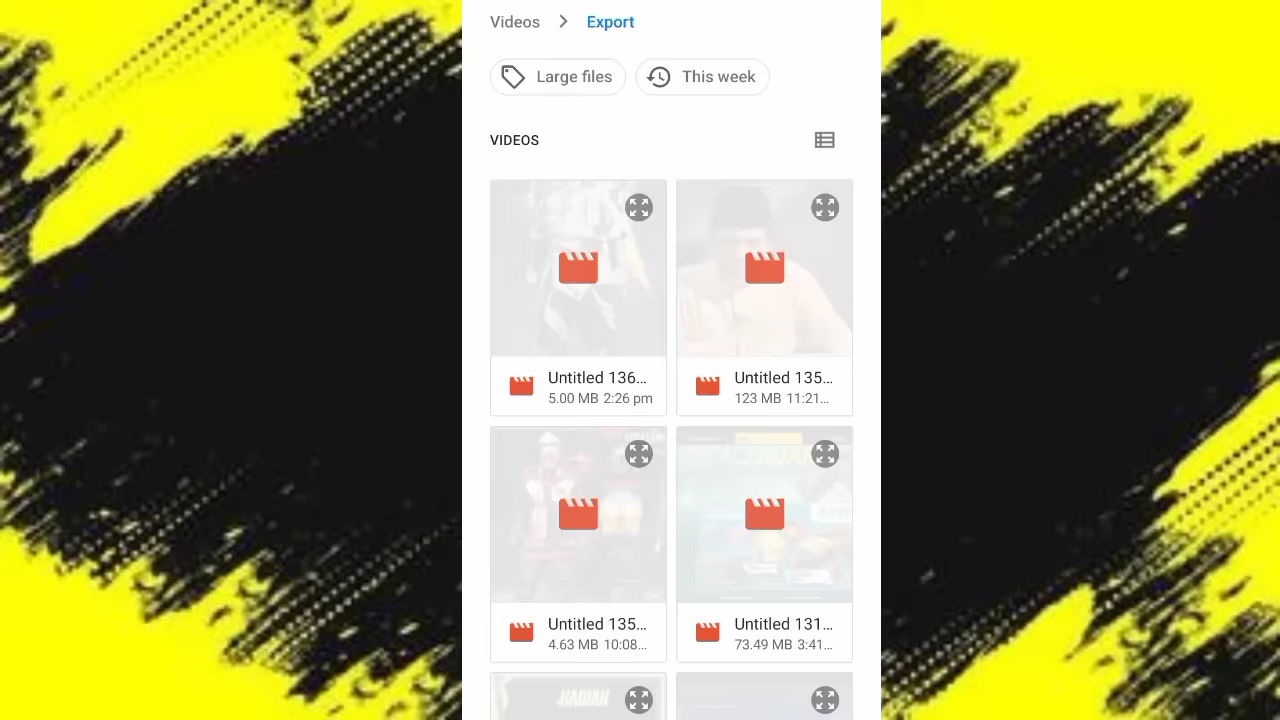 Videos > Export
Large files
This week
VIDEOS
Untitled 136...
5.00 MB 2:26 pm
Untitled 135...
123 MB 11:21...
Untitled 135...
4.63 MB 10:08...
Untitled 131...
73.49 MB 3:41...
HADIAH